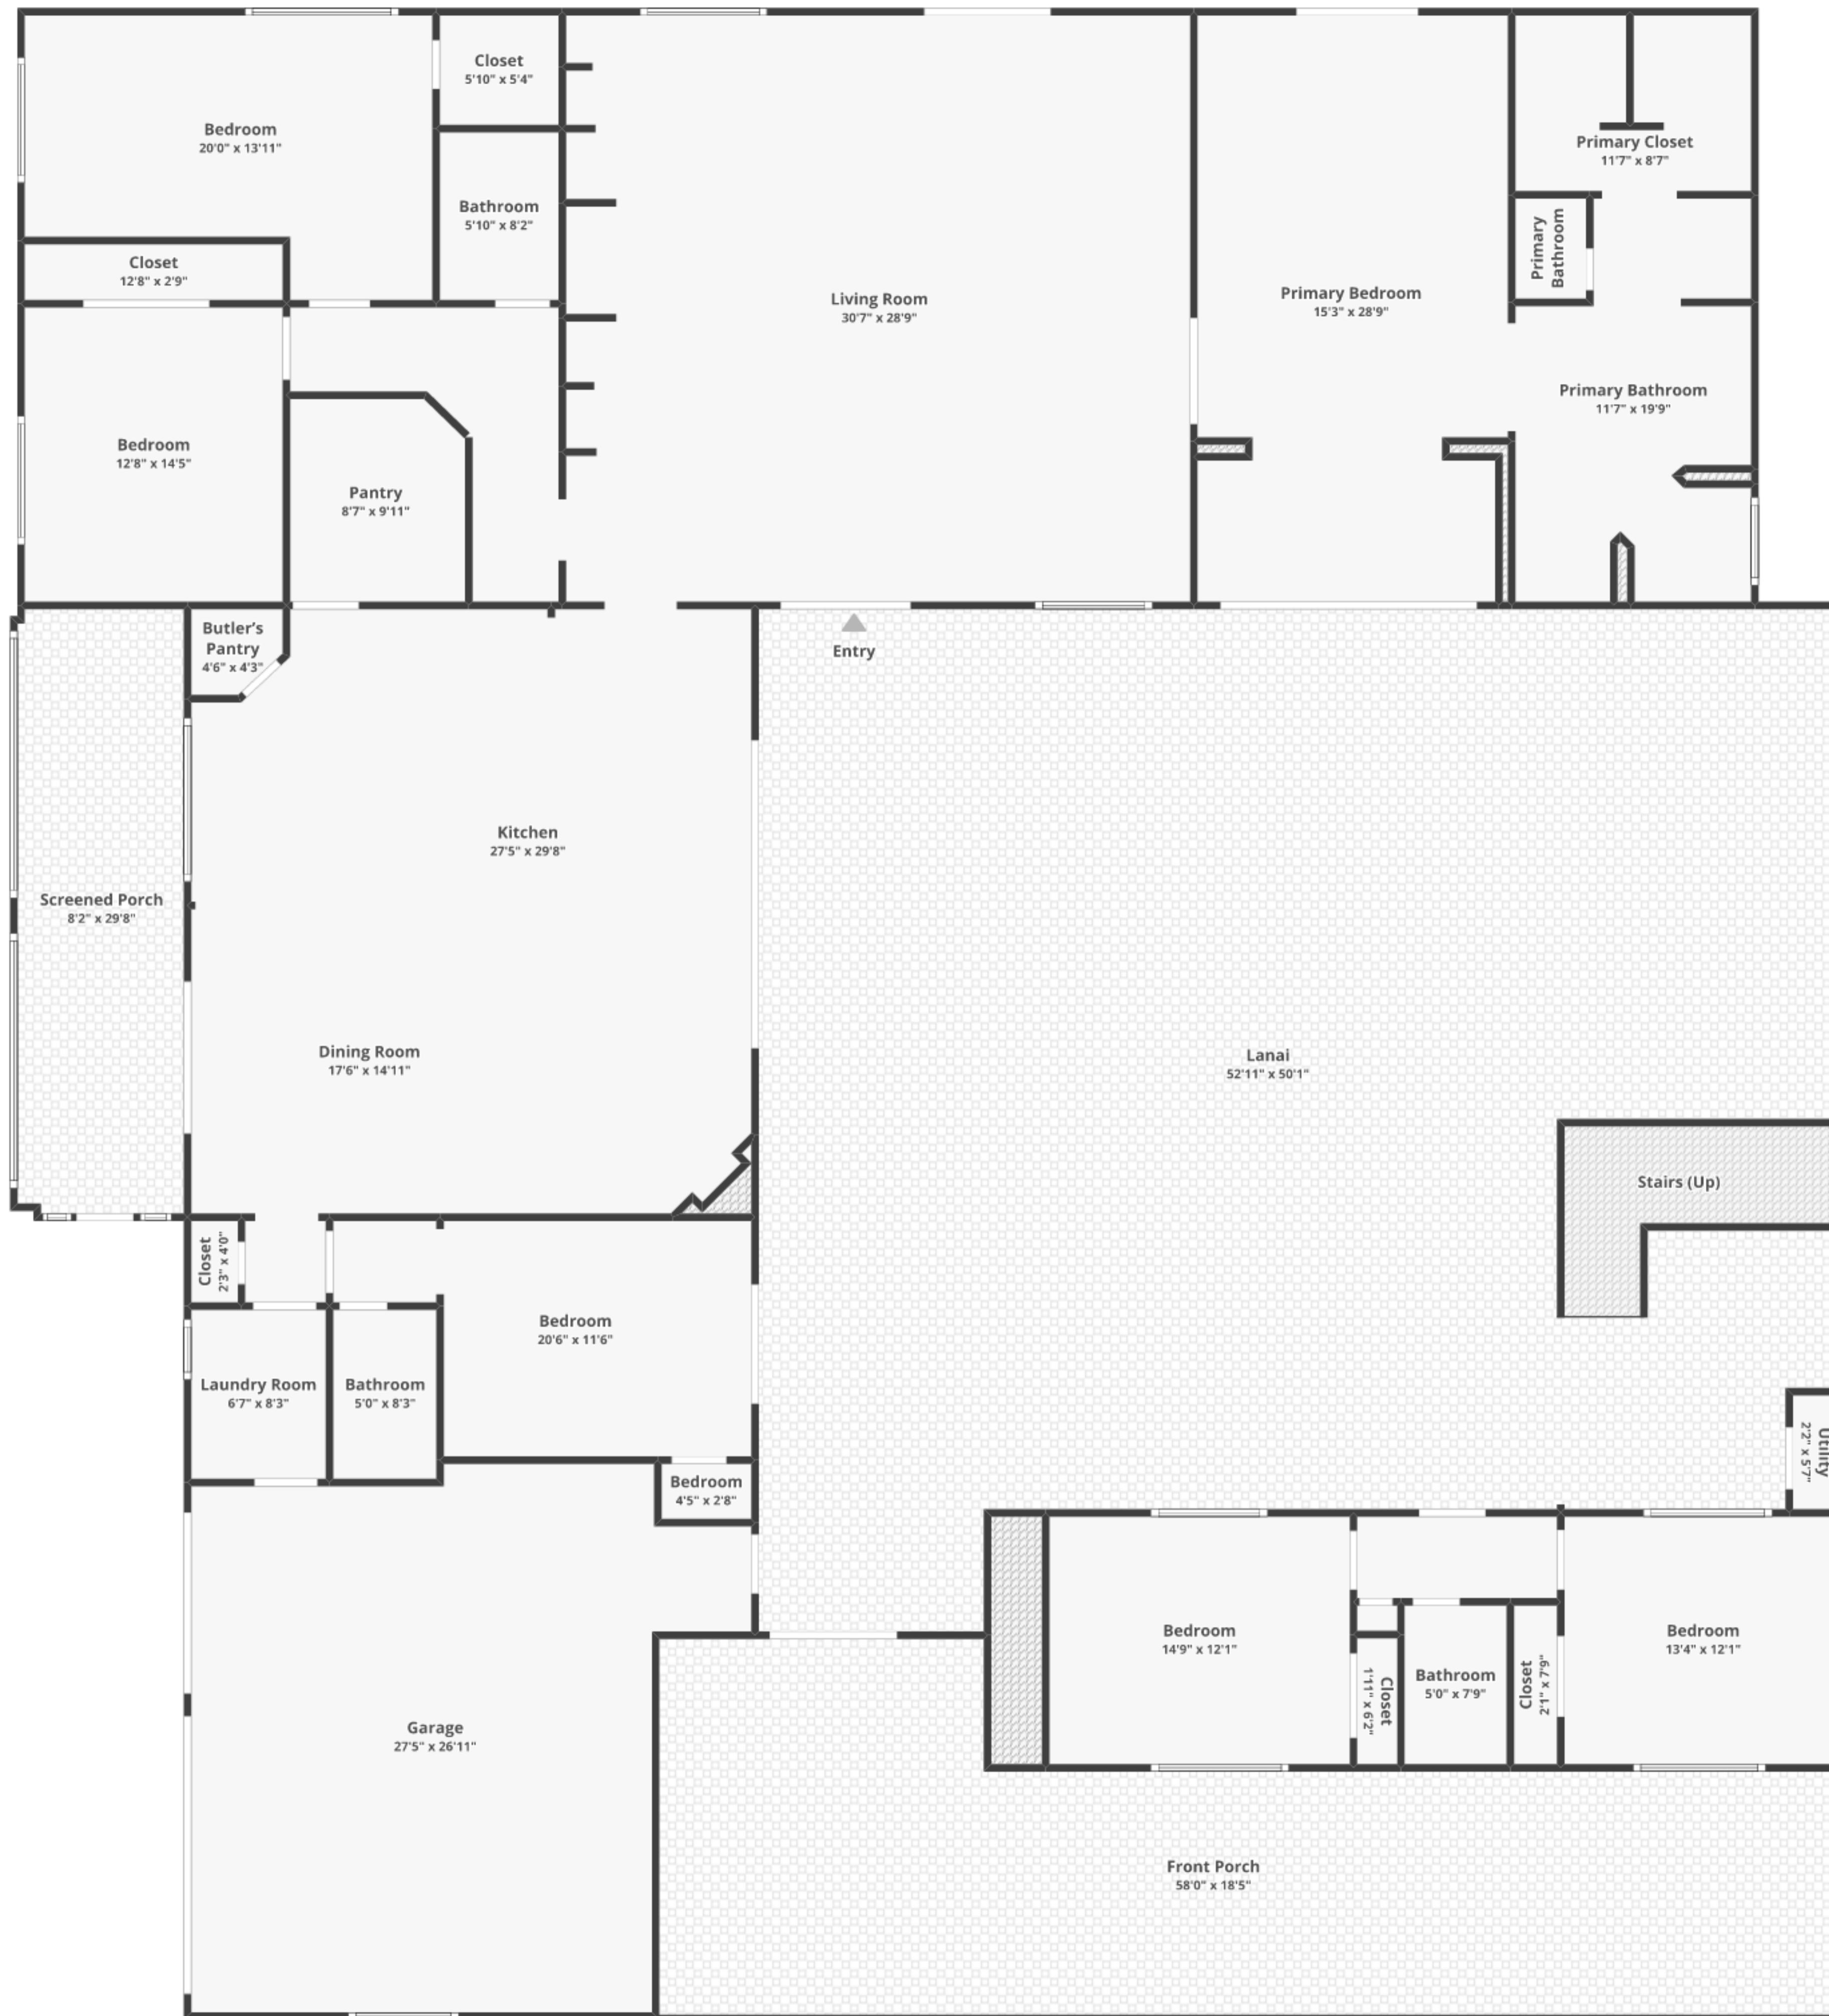 Closet
5'10" x 5'4"
Bedroom
20'0" x 13'11"
Primary Closet
11'7" x 8'7"
Bathroom
5'10" x 8'2"
Primary
Bathroom
Closet
12'8" x 2'9"
Living Room
30'7" x 28'9"
Primary Bedroom
15'3" x 28'9"
Primary Bathroom
11'7" x 19'9"
Bedroom
12'8" x 14'5"
Pantry
8'7" x 9'11"
Butler's
Pantry
4'6" x 4'3"
Entry
Kitchen
27'5" x 29'8"
Screened Porch
8'2" x 29'8"
Dining Room
17'6" x 14'11"
Lanai
52'11" x 50'1"
Stairs (Up)
Closet
2'3" x 4'0"
Bedroom
20'6" x 11'6"
Laundry Room
6'7" x 8'3"
Bathroom
5'0" x 8'3"
Utility
2'2" x 5'7"
Bedroom
4'5" x 2'8"
Bedroom
14'9" x 12'1"
Closet
1'11" x 6'2"
Bathroom
5'0" x 7'9"
Closet
2'1" x 7'9"
Bedroom
13'4" x 12'1"
Garage
27'5" x 26'11"
Front Porch
58'0" x 18'5"